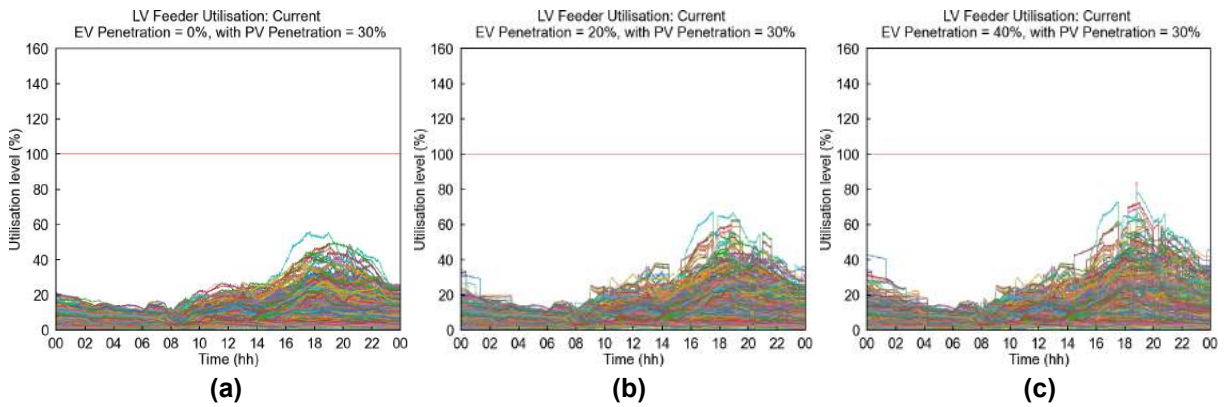 LV Feeder Utilisation: Current
EV Penetration = 0%, with PV Penetration = 30%
160
140
120
100
80
60
40
20
0
Utilisation level (%)
00 02 04 06 08 10 12 14 16 18 20 22 00
Time (hh)
(a)
LV Feeder Utilisation: Current
EV Penetration = 20%, with PV Penetration = 30%
160
140
120
100
80
60
40
20
0
Utilisation level (%)
00 02 04 06 08 10 12 14 16 18 20 22 00
Time (hh)
(b)
LV Feeder Utilisation: Current
EV Penetration = 40%, with PV Penetration = 30%
160
140
120
100
80
60
40
20
0
Utilisation level (%)
00 02 04 06 08 10 12 14 16 18 20 22 00
Time (hh)
(c)